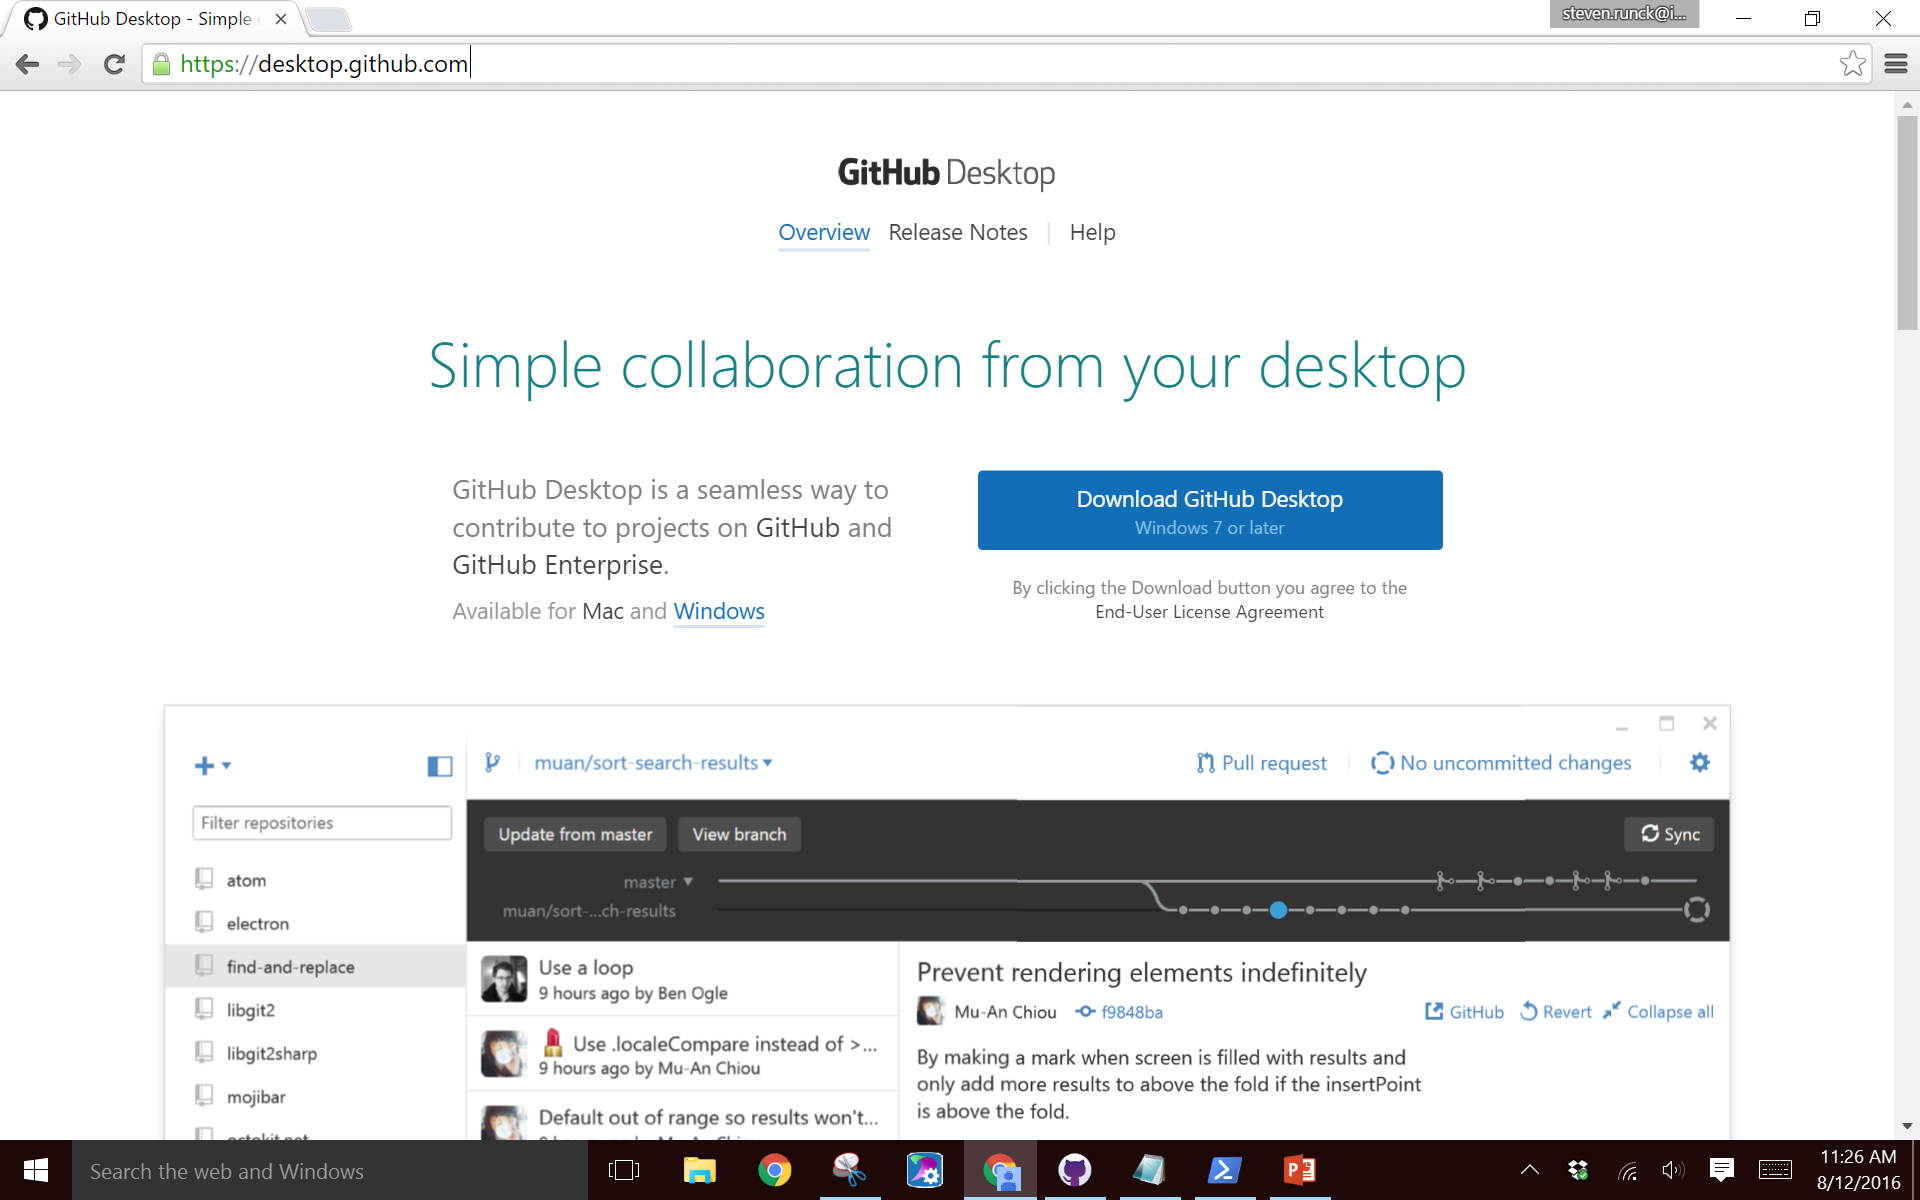 GitHub Desktop - Simple
steven.runck@i...
https://desktop.github.com
GitHub Desktop
Overview Release Notes | Help
Simple collaboration from your desktop
GitHub Desktop is a seamless way to
contribute to projects on GitHub and
GitHub Enterprise.
Available for Mac and Windows
Download GitHub Desktop
Windows 7 or later
By clicking the Download button you agree to the
End-User License Agreement
muan/sort-search-results
Pull request
No uncommitted changes
Filter repositories
atom
electron
find-and-replace
libgit2
libgit2sharp
mojibar
Update from master
View branch
Sync
master
muan/sort-...ch-results
Use a loop
9 hours ago by Ben Ogle
Use .localeCompare instead of >...
9 hours ago by Mu-An Chiou
Default out of range so results won't...
Prevent rendering elements indefinitely
Mu-An Chiou f9848ba
GitHub Revert Collapse all
By making a mark when screen is filled with results and
only add more results to above the fold if the insertPoint
is above the fold.
Search the web and Windows
11:26 AM
8/12/2016